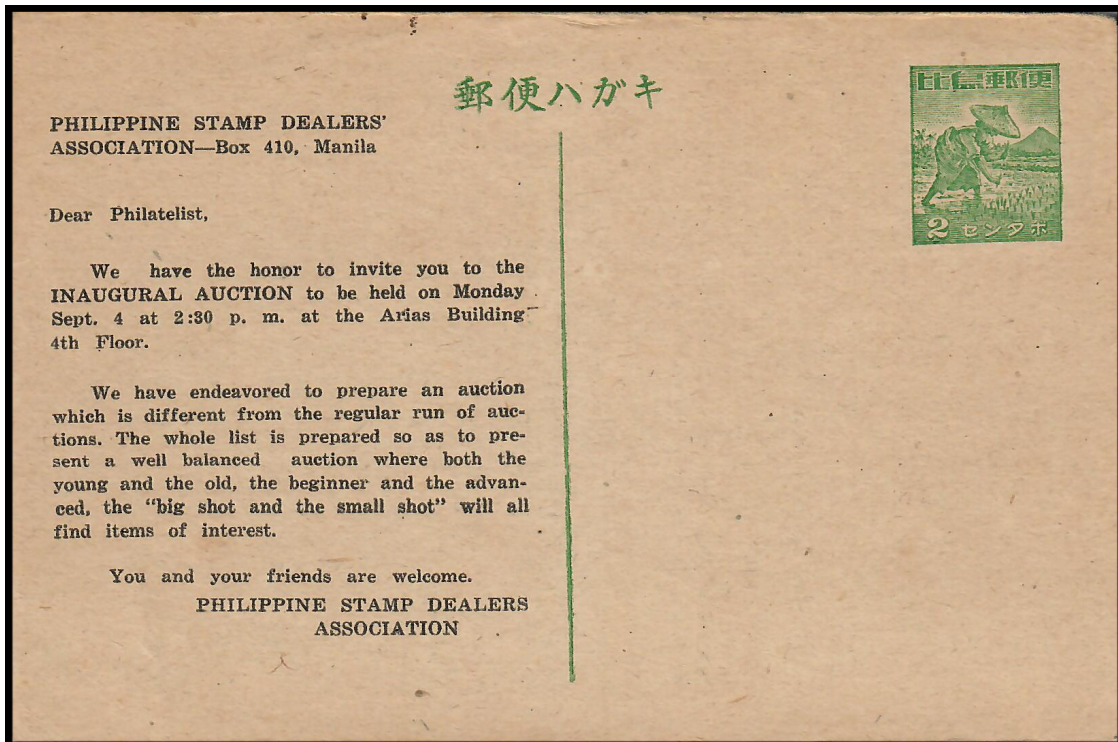 郵便ハガキ
比島郵便
2 センタボ
PHILIPPINE STAMP DEALERS'
ASSOCIATION—Box 410, Manila
Dear Philatelist,
We have the honor to invite you to the
INAUGURAL AUCTION to be held on Monday
Sept. 4 at 2:30 p. m. at the Arias Building
4th Floor.
We have endeavored to prepare an auction
which is different from the regular run of auc-
tions. The whole list is prepared so as to pre-
sent a well balanced auction where both the
young and the old, the beginner and the advan-
ced, the "big shot and the small shot" will all
find items of interest.
You and your friends are welcome.
PHILIPPINE STAMP DEALERS
ASSOCIATION